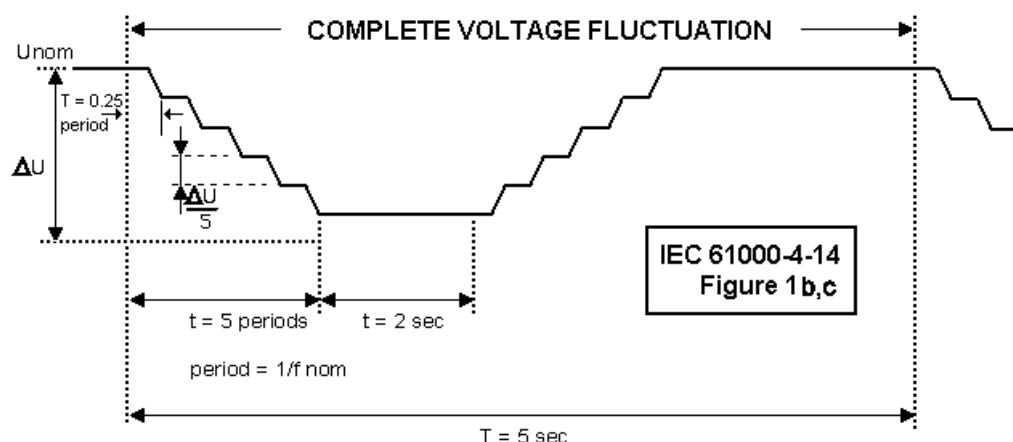 COMPLETE VOLTAGE FLUCTUATION
Unom
T = 0.25
period
ΔU
ΔU
5
IEC 61000-4-14
Figure 1b,c
t = 5 periods
t = 2 sec
period = 1/f nom
T = 5 sec